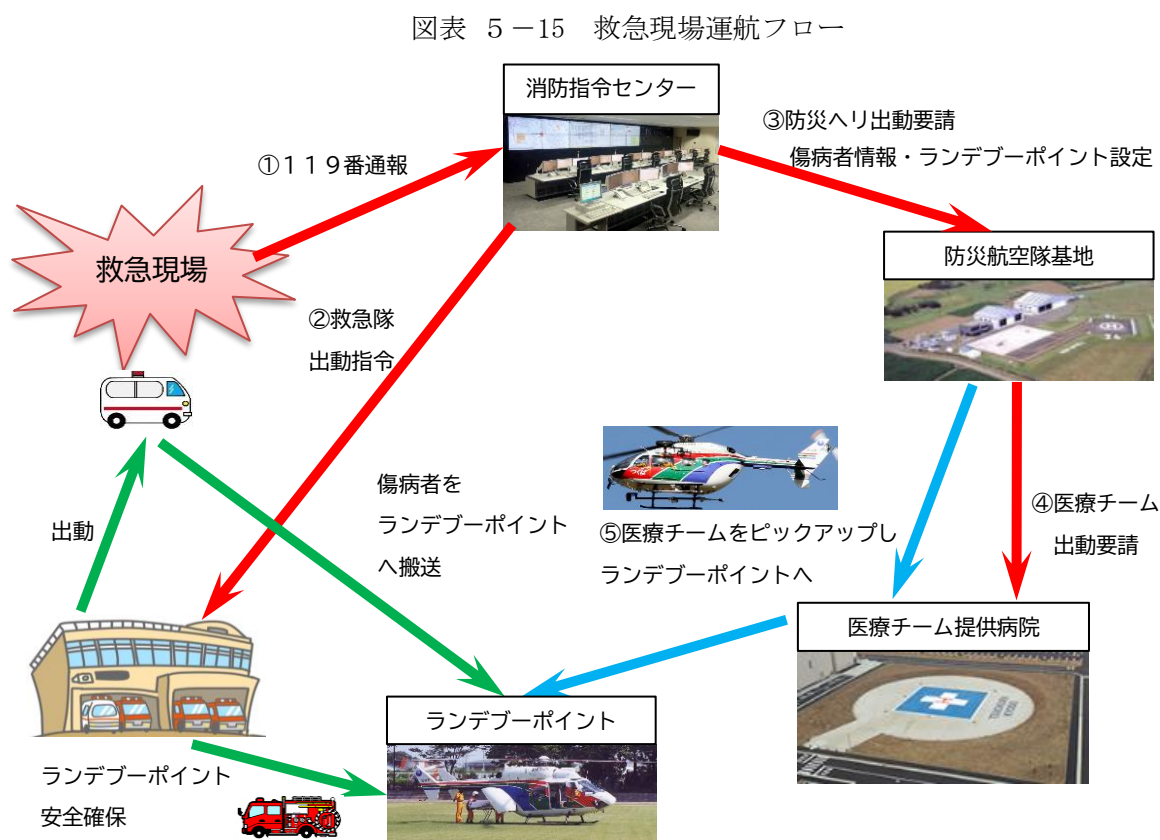 図表 5-15 救急現場運航フロー
消防指令センター
①119番通報
③防災ヘリ出動要請
傷病者情報・ランデブーポイント設定
救急現場
防災航空隊基地
②救急隊
出動指令
傷病者を
ランデブーポイント
へ搬送
出動
⑤医療チームをピックアップし
ランデブーポイントへ
④医療チーム
出動要請
医療チーム提供病院
ランデブーポイント
ランデブーポイント
安全確保